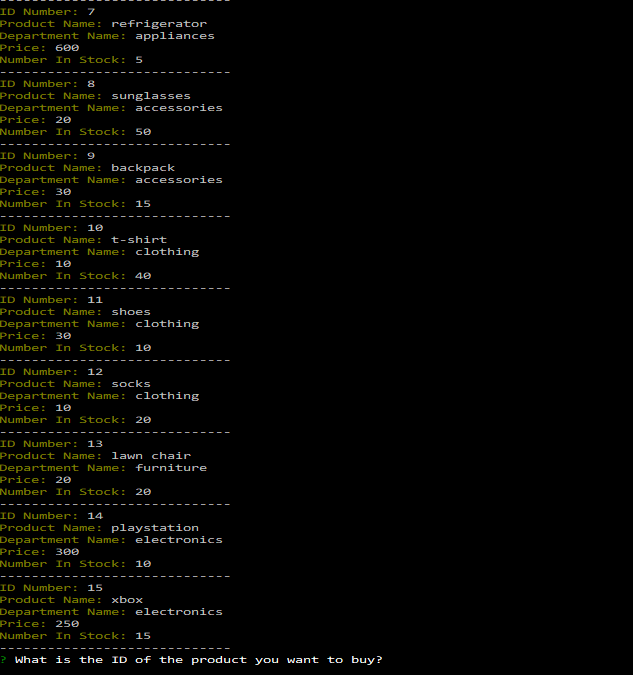 -----------------------------
ID Number: 7
Product Name: refrigerator
Department Name: appliances
Price: 600
Number In Stock: 5
-----------------------------
ID Number: 8
Product Name: sunglasses
Department Name: accessories
Price: 20
Number In Stock: 50
-----------------------------
ID Number: 9
Product Name: backpack
Department Name: accessories
Price: 30
Number In Stock: 15
-----------------------------
ID Number: 10
Product Name: t-shirt
Department Name: clothing
Price: 10
Number In Stock: 40
-----------------------------
ID Number: 11
Product Name: shoes
Department Name: clothing
Price: 30
Number In Stock: 10
-----------------------------
ID Number: 12
Product Name: socks
Department Name: clothing
Price: 10
Number In Stock: 20
-----------------------------
ID Number: 13
Product Name: lawn chair
Department Name: furniture
Price: 20
Number In Stock: 20
-----------------------------
ID Number: 14
Product Name: playstation
Department Name: electronics
Price: 300
Number In Stock: 10
-----------------------------
ID Number: 15
Product Name: xbox
Department Name: electronics
Price: 250
Number In Stock: 15
-----------------------------
? What is the ID of the product you want to buy?